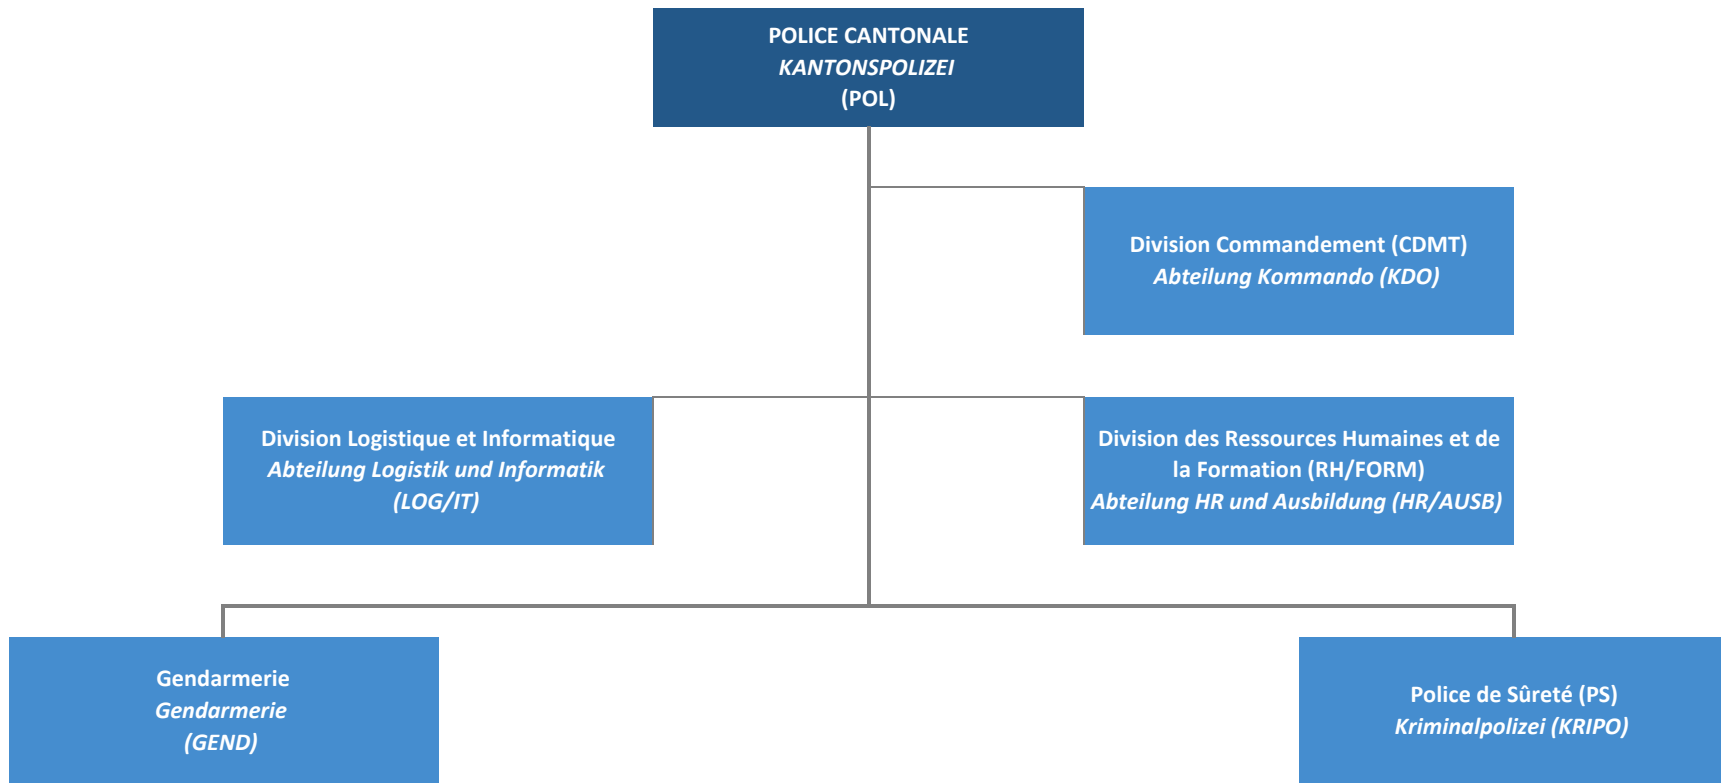 POLICE CANTONALE
KANTONSPOLIZEI
(POL)
Division Commandement (CDMT)
Abteilung Kommando (KDO)
Division Logistique et Informatique
Abteilung Logistik und Informatik
(LOG/IT)
Division des Ressources Humaines et de
la Formation (RH/FORM)
Abteilung HR und Ausbildung (HR/AUSB)
Gendarmerie
Gendarmerie
(GEND)
Police de Sûreté (PS)
Kriminalpolizei (KRIPO)